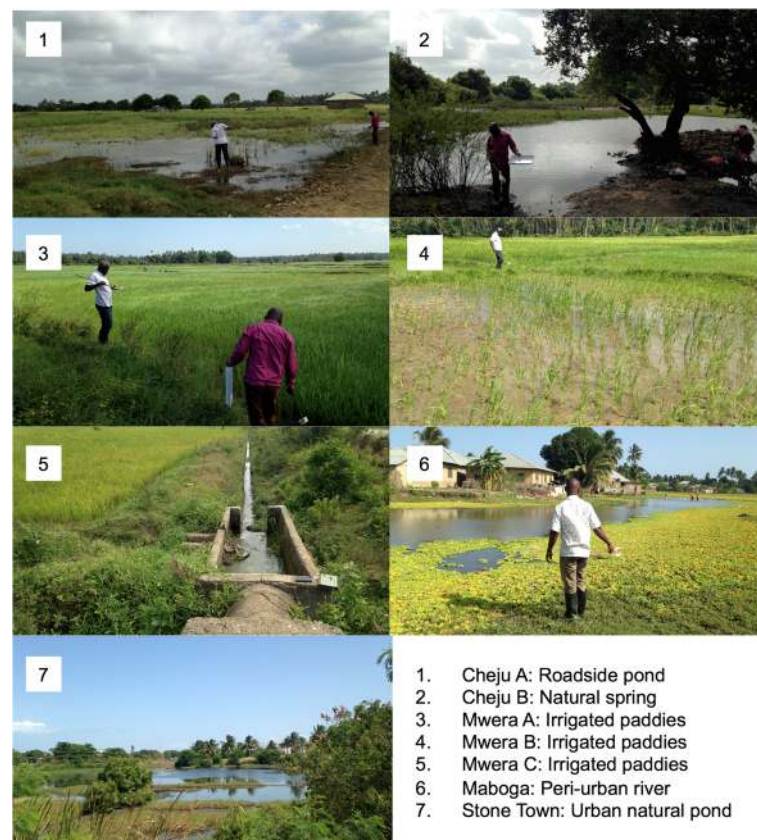 1
2
3
4
5
6
7
1. Cheju A: Roadside pond
2. Cheju B: Natural spring
3. Mwera A: Irrigated paddies
4. Mwera B: Irrigated paddies
5. Mwera C: Irrigated paddies
6. Maboga: Peri-urban river
7. Stone Town: Urban natural pond